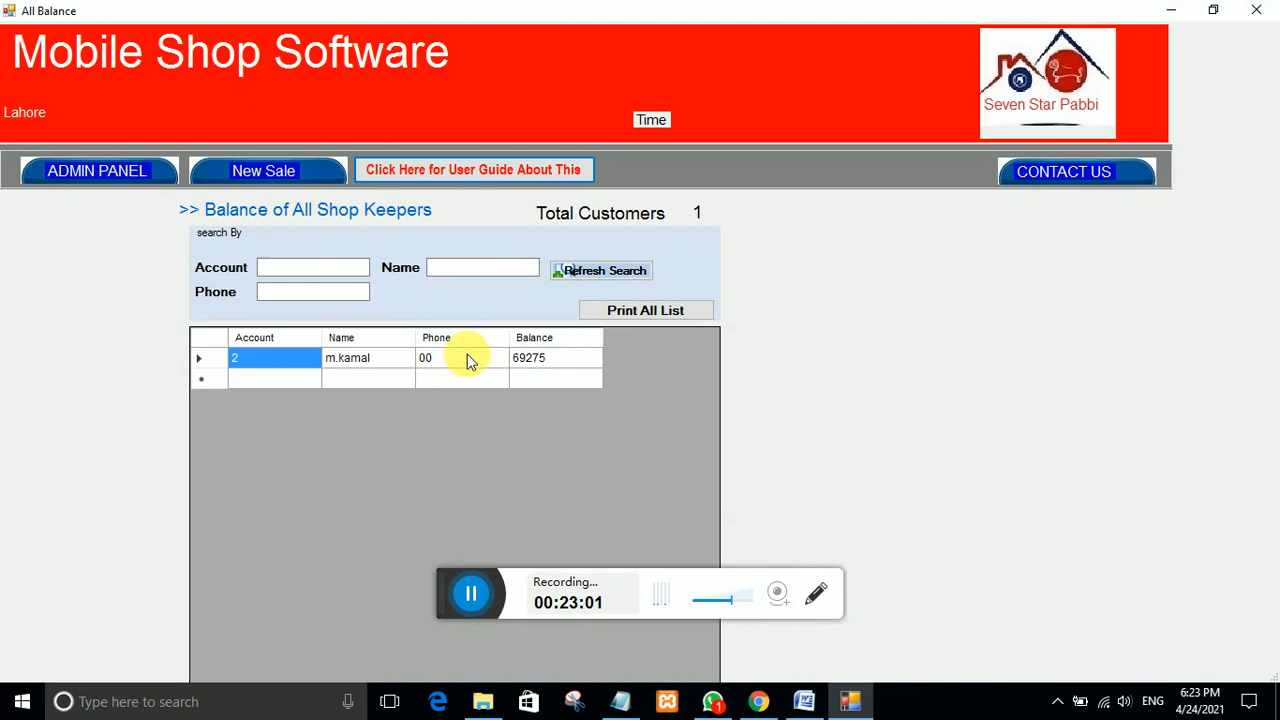 All Balance
Mobile Shop Software
Lahore
Time
Seven Star Pabbi
ADMIN PANEL
New Sale
Click Here for User Guide About This
CONTACT US
>> Balance of All Shop Keepers
Total Customers 1
search By
Account
Name
Refresh Search
Phone
Print All List
Account Name Phone Balance
2 m.kamal 00 69275
Recording...
00:23:01
Type here to search
1
ENG
6:23 PM
4/24/2021